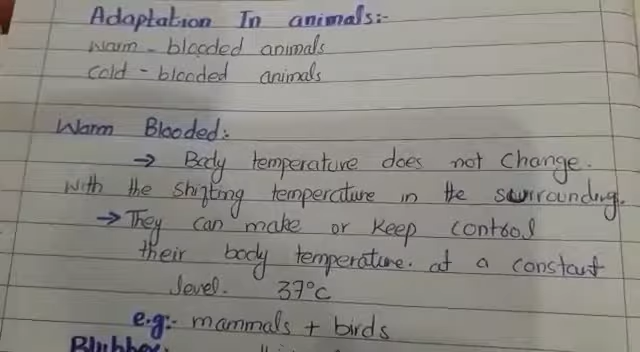 Adaptation In animals:-
warm - blooded animals
cold - blooded animals
Warm Blooded:
→ Body temperature does not change.
with the shifting temperature in the surrounding.
→ They can make or keep control
their body temperature. at a constant
level. 37°C
e.g:- mammals + birds
Blubber: